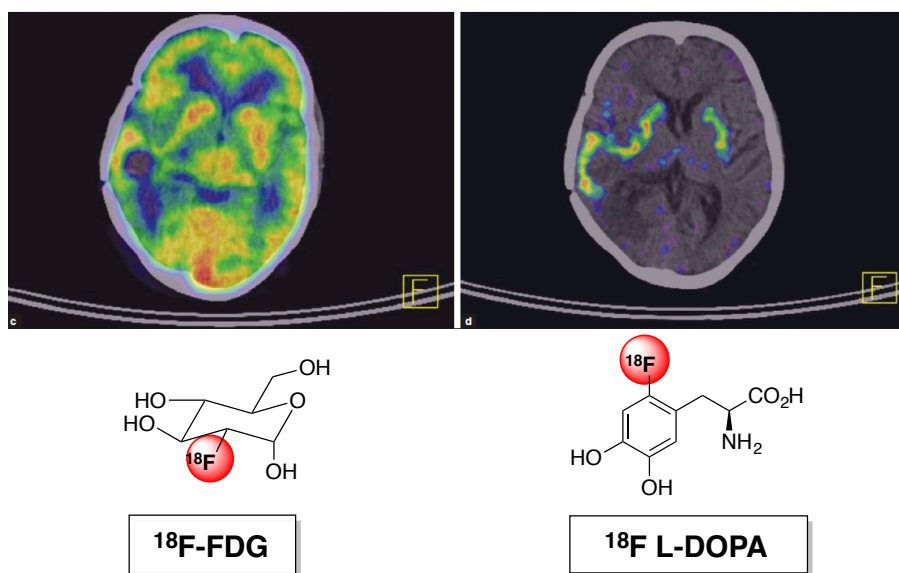 F
F
c
d
OH
HO
O
HO
¹⁸F
OH
¹⁸F
CO₂H
NH₂
HO
OH
¹⁸F-FDG
¹⁸F L-DOPA